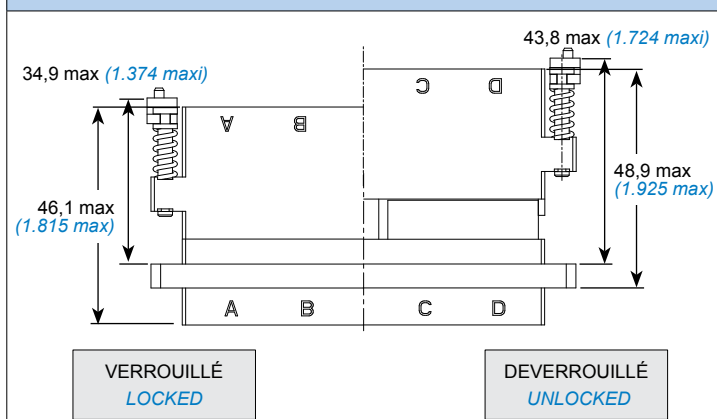 43,8 max (1.724 maxi)
34,9 max (1.374 maxi)
C D
A B
48,9 max
(1.925 max)
46,1 max
(1.815 max)
A B C D
VERROUILLÉ
LOCKED
DEVERROUILLÉ
UNLOCKED